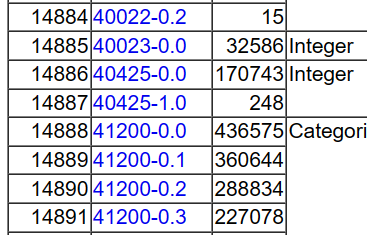 14884 40022-0.2 15
14885 40023-0.0 32586 Integer
14886 40425-0.0 170743 Integer
14887 40425-1.0 248
14888 41200-0.0 436575 Categori
14889 41200-0.1 360644
14890 41200-0.2 288834
14891 41200-0.3 227078